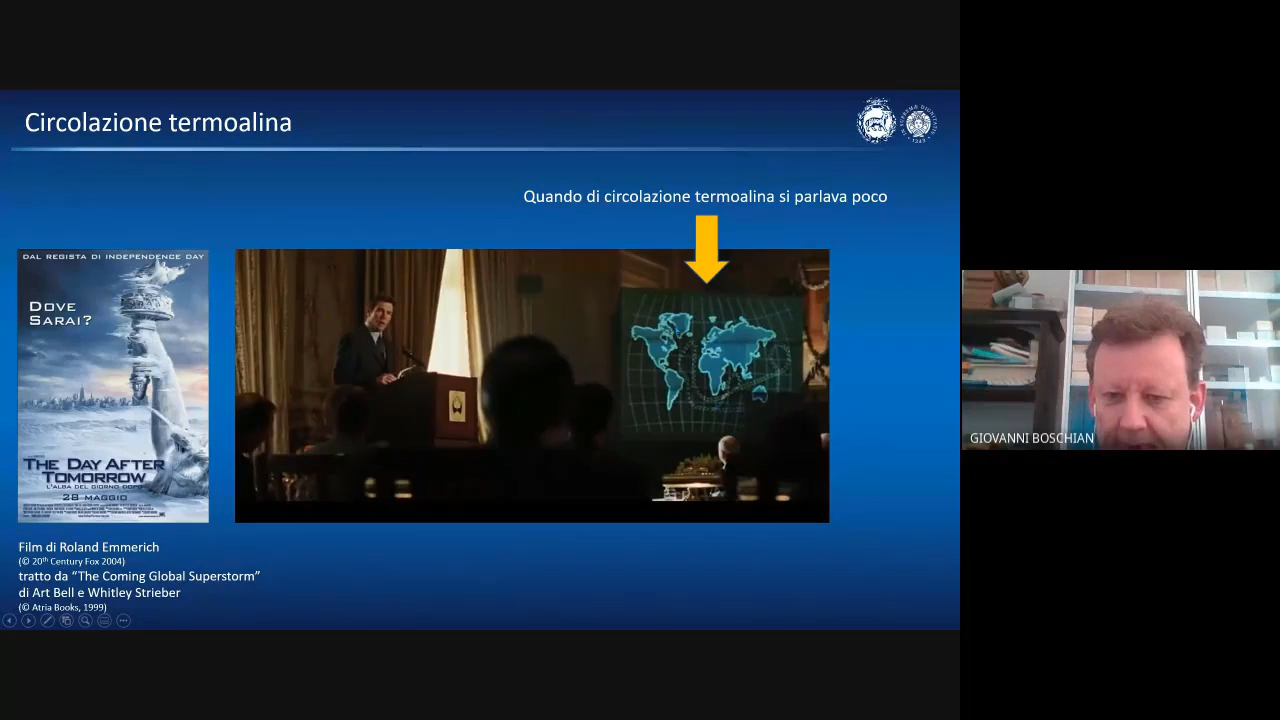 Circolazione termoalina
Quando di circolazione termoalina si parlava poco
DAL REGISTA DI INDEPENDENCE DAY
DOVE
SARAI?
THE DAY AFTER
TOMORROW
L'ALBA DEL GIORNO DOPO
28 MAGGIO
GIOVANNI BOSCHIAN
Film di Roland Emmerich
(© 20th Century Fox 2004)
tratto da “The Coming Global Superstorm”
di Art Bell e Whitley Strieber
(© Atria Books, 1999)